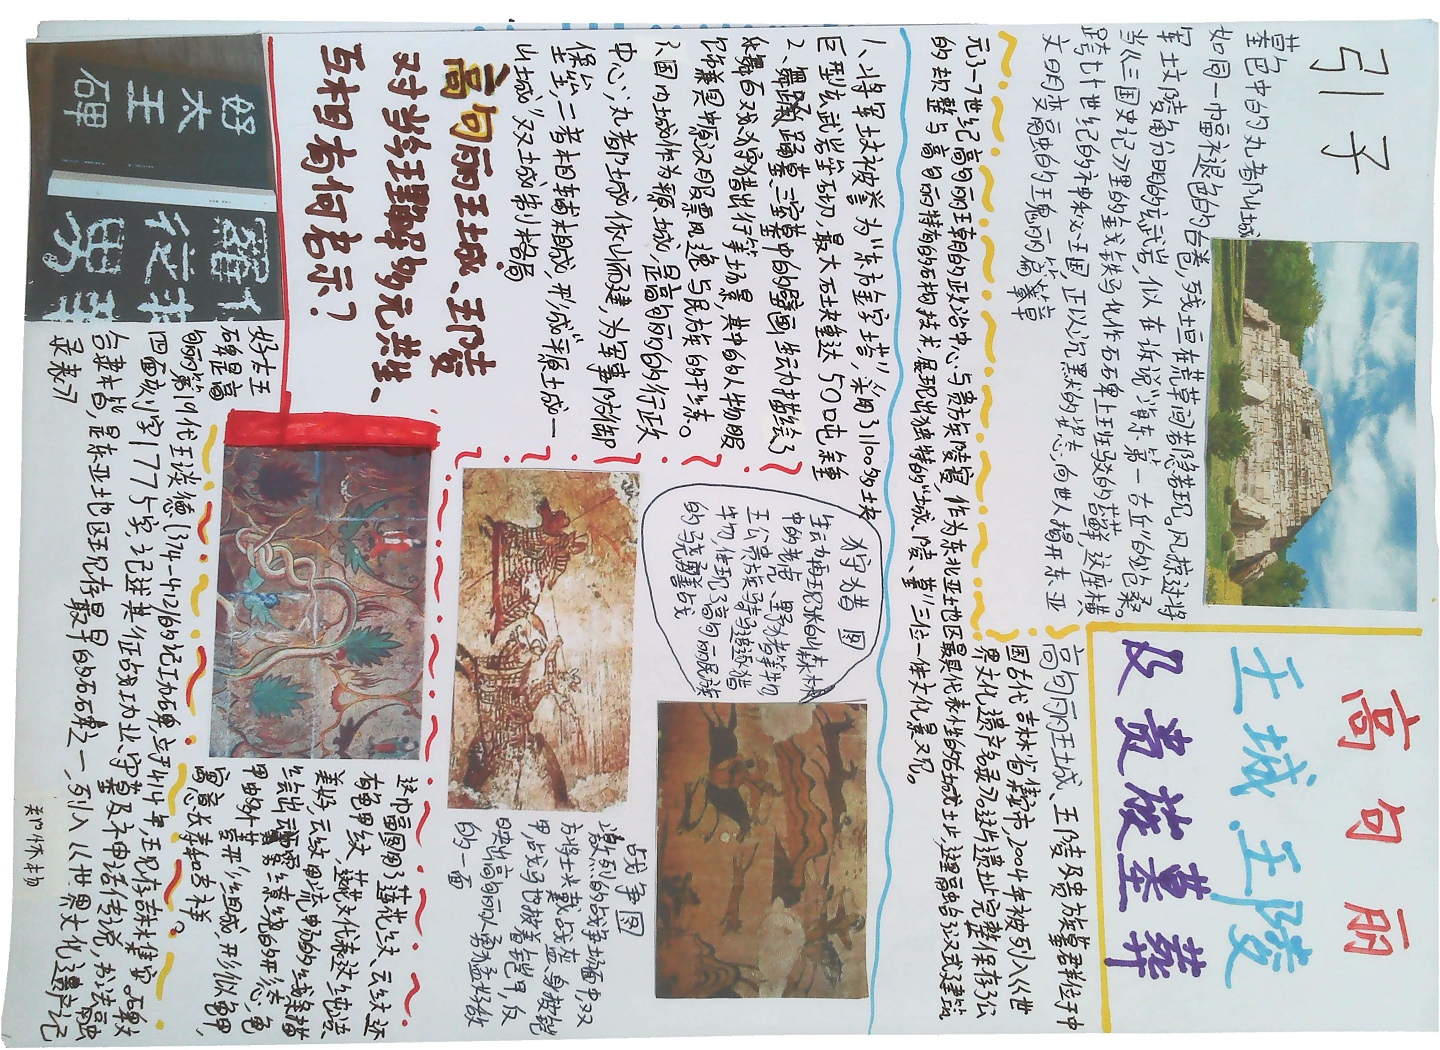 高句丽
王城、王陵
及贵族墓葬
引子
墓色中的丸都山城
如同一巾幅褪色的古卷,残土垣在荒草间若隐若现。风掠过将
军坟陵角分明的玄武岩,似在诉说“海东第一古丘”的沧桑。
当《三国史记》里的金戈铁马化作石碑上班驳的苔藓,这座横
跨七个世纪的神秘王国,正以沉默的姿态,向世人揭开东亚
文明变融的瑰丽篇章
高句丽王城、王陵及贵族墓群位于中
国古代吉林省集安市,2004年被列入《世
界文化遗产名录》。这片遗址完整保存了公
元3-7世纪高句丽王朝的政治中心与贵族陵寝 作为东北亚地区最具代表性的古城址,这里融合了汉式建筑
的规整与高句丽特有的石构技术,展现出独特的“城、陵、墓”三位一体文化景观。
1、将军坟被誉为“东方金字塔”,采用了1100多块
巨型玄武岩垒石切,最大石块重达50吨余重
2、舞踊墓、三室墓中的壁画生动描绘了
乐舞百戏、狩猎出行等场景,其中的人物服
饰兼具中原汉服飘逸与民族的干练。
3、国内城作为平原城,是高句丽的的行政
中心;丸都城依山而建,为军事防御
堡垒,二者相辅相成,形成“平原城—
山城”双城制格局
狩猎图
生动再现了长白山森林
中的老虎、野猪等牛物,
王公贵族骑马追逐猎
牛物,体现了高句丽民族
的骁勇善战
战争图
激烈的战争场面中,双
方将士头戴战盔、身披铠
甲,战马也披着铠甲,反
映出高句丽人勇猛好敌
的一面
高句丽王城、王陵
对当今理解多元共生、
互相有何启示?
这巾幅图用了莲花纹、云纹还
有龟甲纹,莲花文代表这纯洁、
美好,云纹用流畅的线条描
绘出云雾缭绕的形态,龟
甲由外菱形组成,形似龟甲,
寓意长寿和吉祥。
好太王碑
羅
従
男
好太王
碑是高
句丽第19代王谈德(374-412)的记功碑,立于414年,现存吉林集安。碑文
四面刻字1775字,记述其征战功业、守墓及神话传说,书法融
合隶楷,是东亚地区现存最早的石碑之一,列入《世界文化遗产记
录表》
郑怀杨